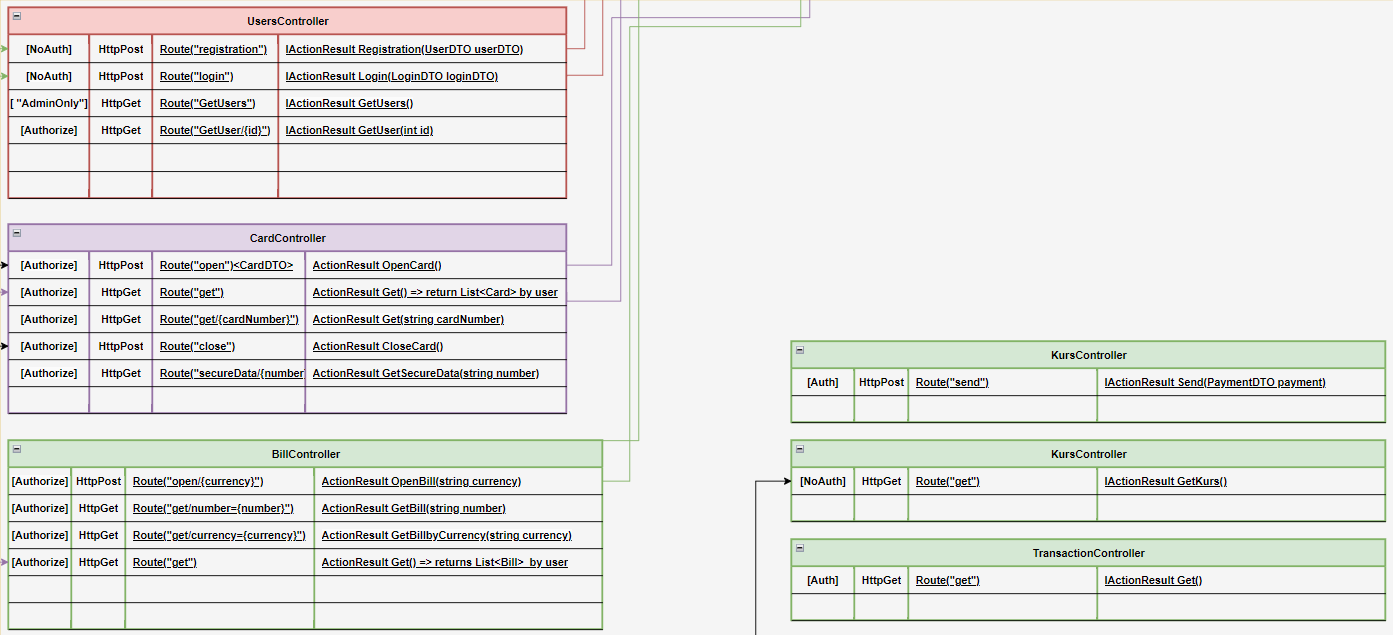 UsersController
[NoAuth] HttpPost Route("registration") IActionResult Registration(UserDTO userDTO)
[NoAuth] HttpPost Route("login") IActionResult Login(LoginDTO loginDTO)
[ "AdminOnly"] HttpGet Route("GetUsers") IActionResult GetUsers()
[Authorize] HttpGet Route("GetUser/{id}") IActionResult GetUser(int id)
CardController
[Authorize] HttpPost Route("open")<CardDTO> ActionResult OpenCard()
[Authorize] HttpGet Route("get") ActionResult Get() => return List<Card> by user
[Authorize] HttpGet Route("get/{cardNumber}") ActionResult Get(string cardNumber)
[Authorize] HttpPost Route("close") ActionResult CloseCard()
[Authorize] HttpGet Route("secureData/{number ActionResult GetSecureData(string number)
BillController
[Authorize] HttpPost Route("open/{currency}") ActionResult OpenBill(string currency)
[Authorize] HttpGet Route("get/number={number}") ActionResult GetBill(string number)
[Authorize] HttpGet Route("get/currency={currency}") ActionResult GetBillbyCurrency(string currency)
[Authorize] HttpGet Route("get") ActionResult Get() => returns List<Bill> by user
KursController
[Auth] HttpPost Route("send") IActionResult Send(PaymentDTO payment)
KursController
[NoAuth] HttpGet Route("get") IActionResult GetKurs()
TransactionController
[Auth] HttpGet Route("get") IActionResult Get()